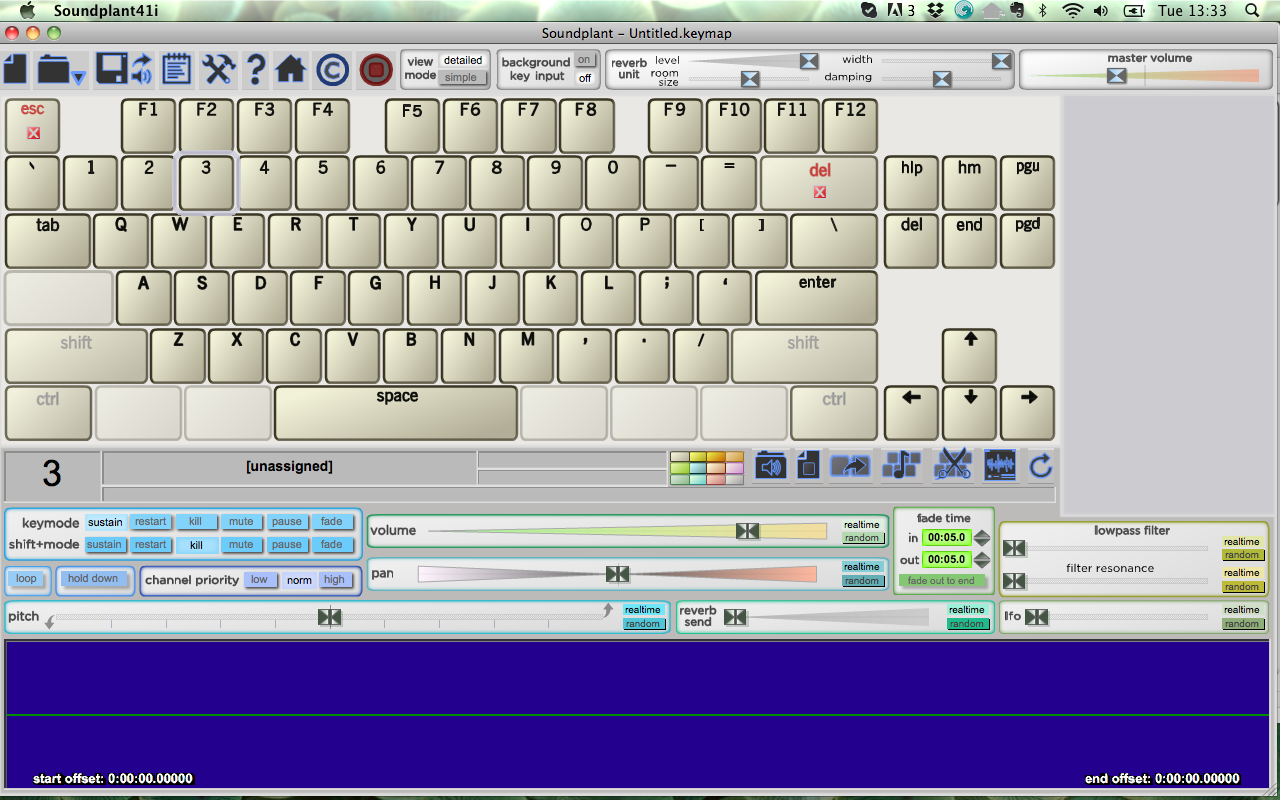 Soundplant41i 3 Tue 13:33
Soundplant – Untitled.keymap
view mode detailed simple
background key input on off
reverb unit level room size width damping
master volume
esc F1 F2 F3 F4 F5 F6 F7 F8 F9 F10 F11 F12
` 1 2 3 4 5 6 7 8 9 0 – = del hlp hm pgu
tab Q W E R T Y U I O P [ ] \ del end pgd
A S D F G H J K L ; ‘ enter
shift Z X C V B N M , . / shift
ctrl space ctrl
3 [unassigned]
keymode sustain restart kill mute pause fade
shift+mode sustain restart kill mute pause fade
loop hold down channel priority low norm high
volume realtime random
pan realtime random
fade time
in 00:05.0
out 00:05.0
fade out to end
lowpass filter
realtime
random
filter resonance
realtime
random
pitch realtime random
reverb send realtime random
lfo realtime random
start offset: 0:00:00.00000 end offset: 0:00:00.00000